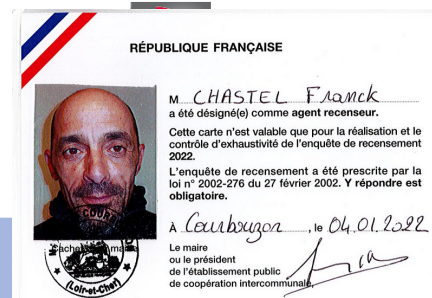 RÉPUBLIQUE FRANÇAISE
M CHASTEL Franck
a été désigné(e) comme agent recenseur.
Cette carte n'est valable que pour la réalisation et le
contrôle d'exhaustivité de l'enquête de recensement
2022.
L'enquête de recensement a été prescrite par la
loi n° 2002-276 du 27 février 2002. Y répondre est
obligatoire.
À Courbouzon, le 04.01.2022
Le maire
ou le président
de l'établissement public
de coopération intercommunale,
Cachet maire
(Loir-et-Cher)